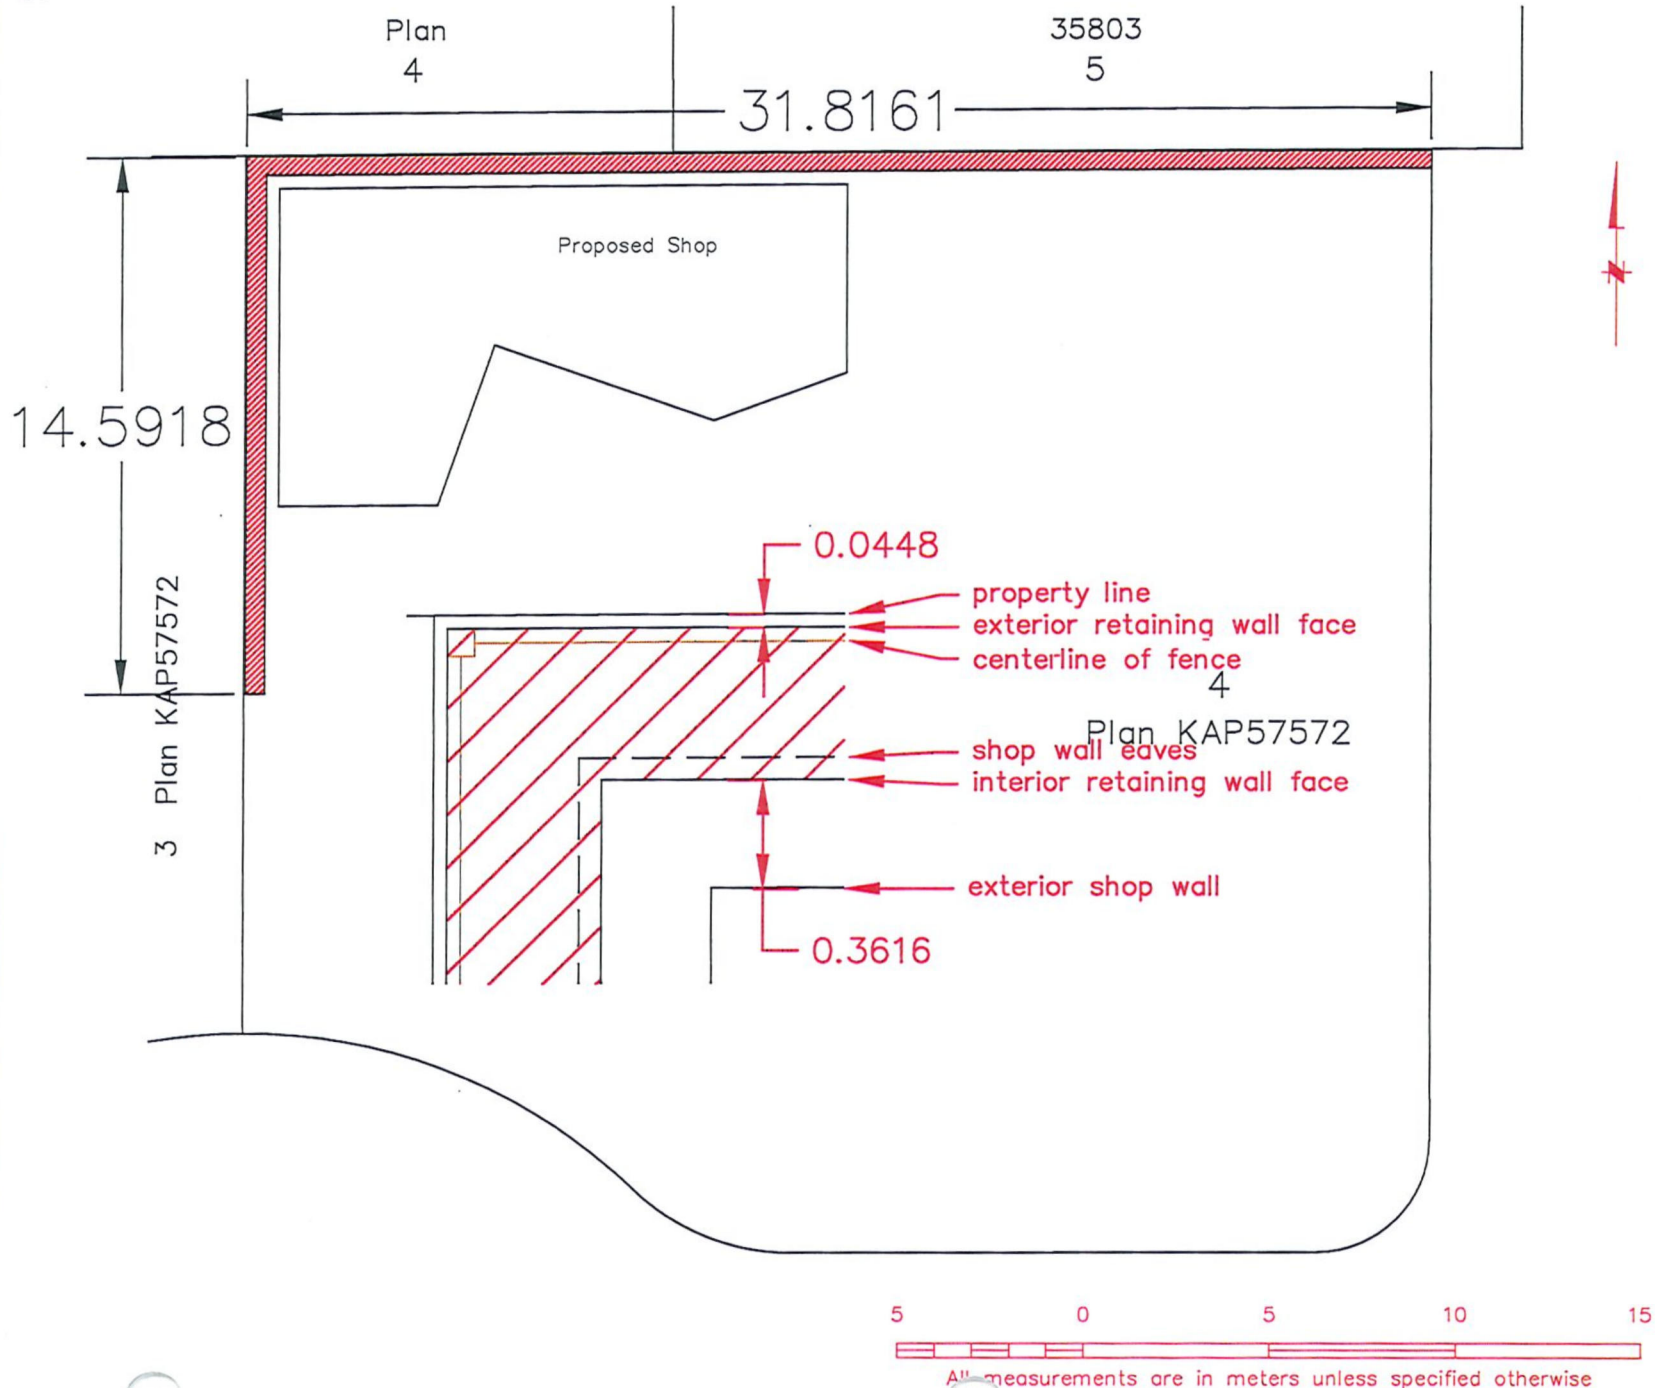 Plan
4
35803
5
31.8161
Proposed Shop
N
14.5918
3 Plan KAP57572
0.0448
property line
exterior retaining wall face
centerline of fence
4
Plan KAP57572
shop wall eaves
interior retaining wall face
exterior shop wall
0.3616
5 0 5 10 15
All measurements are in meters unless specified otherwise